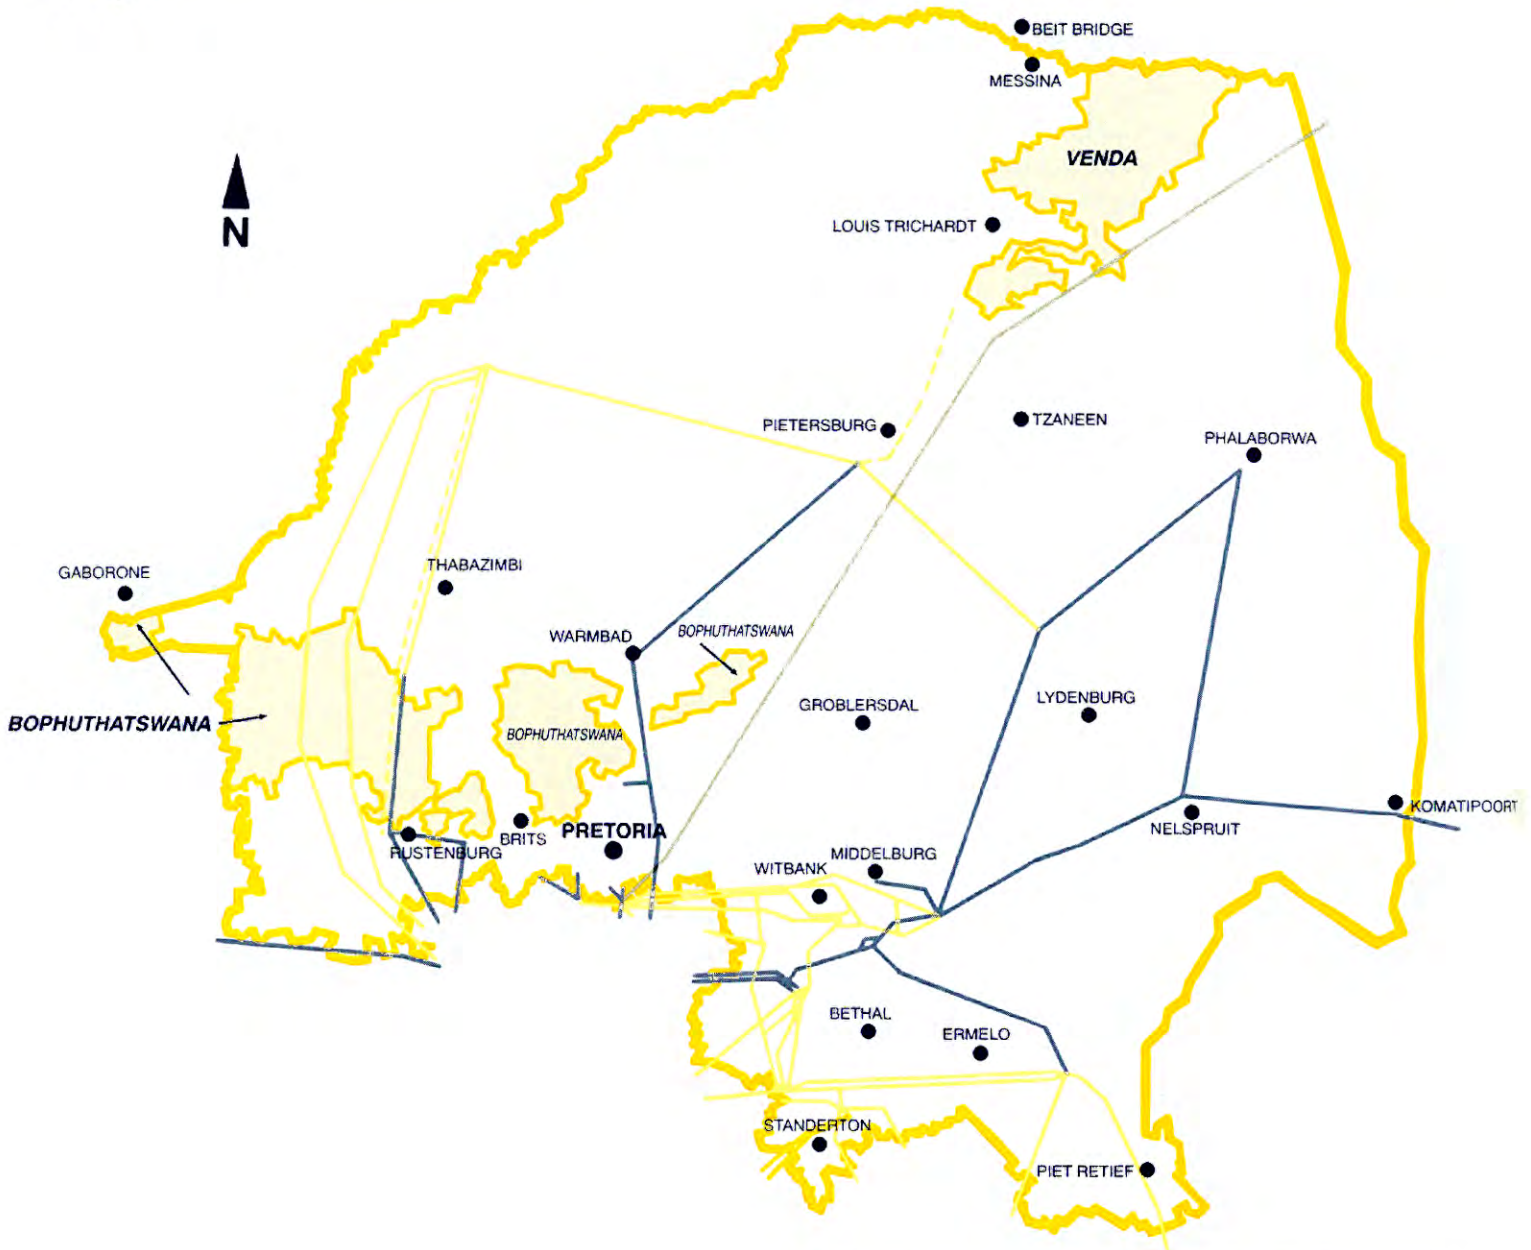 BEIT BRIDGE
MESSINA
VENDA
N
LOUIS TRICHARDT
PIETERSBURG
TZANEEN
PHALABORWA
GABORONE
THABAZIMBI
WARMBAD
BOPHUTHATSWANA
BOPHUTHATSWANA
BOPHUTHATSWANA
GROBLERSDAL
LYDENBURG
KOMATIPOORT
NELSPRUIT
BRITS
PRETORIA
RUSTENBURG
MIDDELBURG
WITBANK
BETHAL
ERMELO
STANDERTON
PIET RETIEF